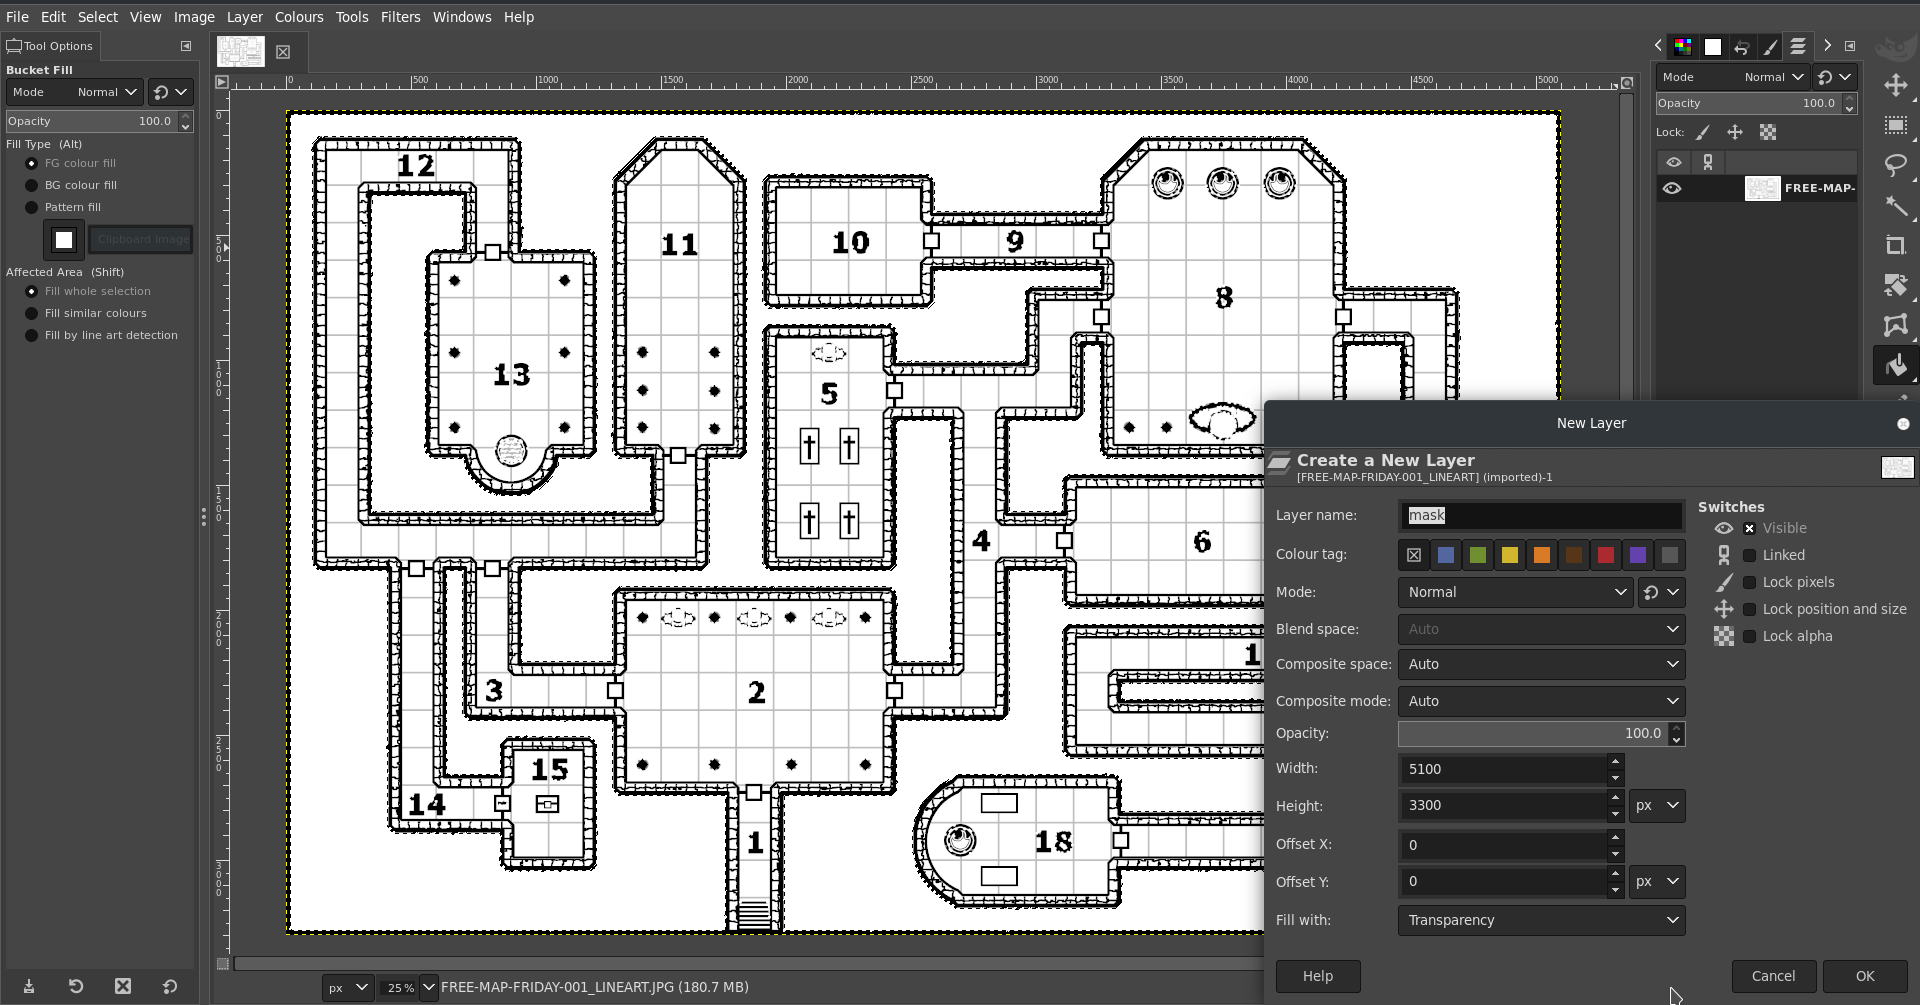 File Edit Select View Image Layer Colours Tools Filters Windows Help
Tool Options
Bucket Fill
Mode Normal
Opacity 100.0
Fill Type (Alt)
FG colour fill
BG colour fill
Pattern fill
Clipboard Image
Affected Area (Shift)
Fill whole selection
Fill similar colours
Fill by line art detection
0 500 1000 1500 2000 2500 3000 3500 4000 4500 5000
0
500
1000
1500
2000
2500
3000
12
11
10
9
8
13
5
4
6
3
2
1
15
14
1
18
px 25 % FREE-MAP-FRIDAY-001_LINEART.JPG (180.7 MB)
Mode Normal
Opacity 100.0
Lock:
FREE-MAP-
New Layer
Create a New Layer
[FREE-MAP-FRIDAY-001_LINEART] (imported)-1
Layer name: mask
Colour tag:
Mode: Normal
Blend space: Auto
Composite space: Auto
Composite mode: Auto
Opacity: 100.0
Width: 5100
Height: 3300 px
Offset X: 0
Offset Y: 0 px
Fill with: Transparency
Switches
Visible
Linked
Lock pixels
Lock position and size
Lock alpha
Help Cancel OK